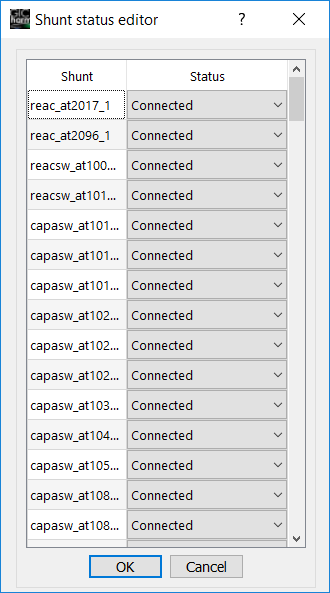 Shunt status editor
Shunt Status
reac_at2017_1 Connected
reac_at2096_1 Connected
reacsw_at100... Connected
reacsw_at101... Connected
capasw_at101... Connected
capasw_at101... Connected
capasw_at101... Connected
capasw_at102... Connected
capasw_at102... Connected
capasw_at102... Connected
capasw_at103... Connected
capasw_at104... Connected
capasw_at105... Connected
capasw_at108... Connected
capasw_at108... Connected
OK Cancel